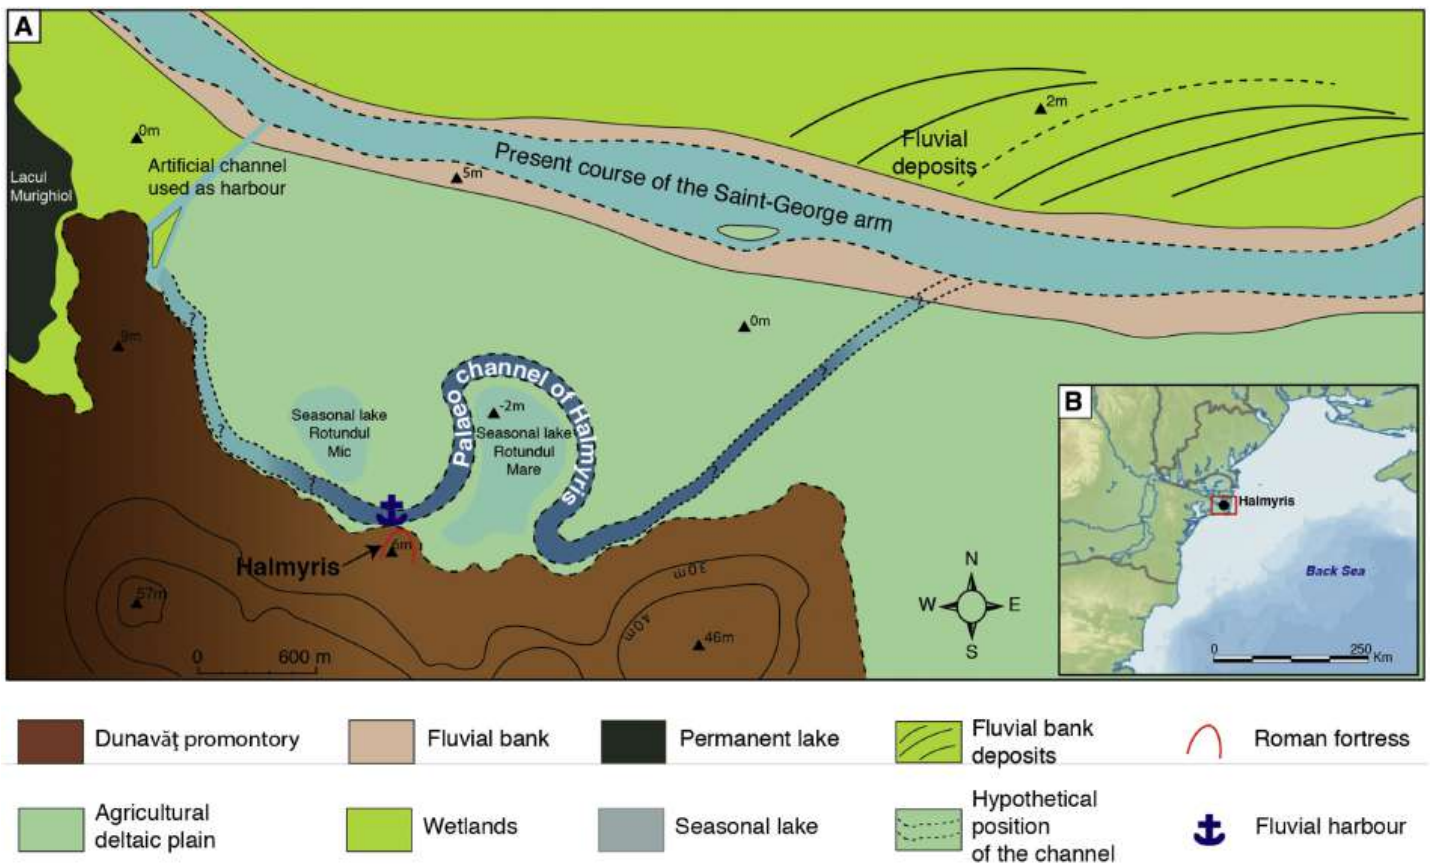 A
0m
Artificial channel
used as harbour
Lacul
Murighiol
5m
Present course of the Saint-George arm
Fluvial
deposits
2m
9m
?
0m
Seasonal lake
Rotundul
Mic
Palaeo channel of Halmyris
-2m
Seasonal lake
Rotundul
Mare
?
?
?
?
Halmyris
6m
57m
30m
40m
46m
0 600 m
N
W E
S
B
Halmyris
Back Sea
0 250 Km
Dunavăţ promontory
Fluvial bank
Permanent lake
Fluvial bank
deposits
Roman fortress
Agricultural
deltaic plain
Wetlands
Seasonal lake
Hypothetical
position
of the channel
Fluvial harbour